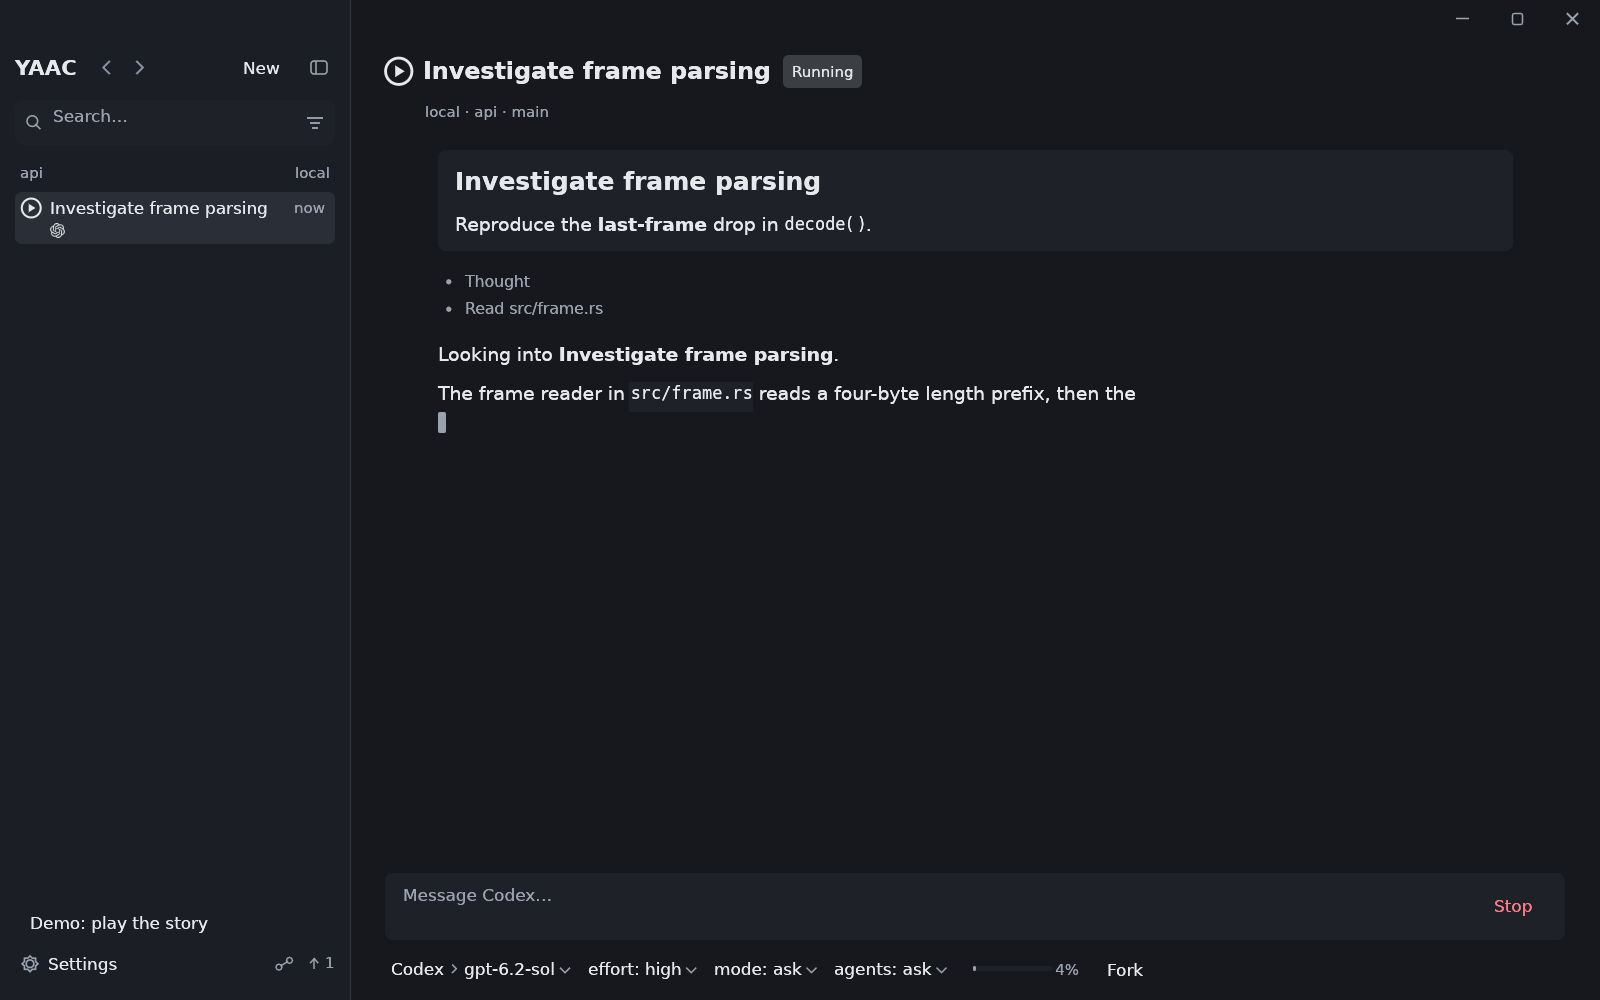 YAAC
New
Search...
api
local
Investigate frame parsing
now
Demo: play the story
Settings
1
Investigate frame parsing
Running
local · api · main
Investigate frame parsing
Reproduce the last-frame drop in decode().
• Thought
• Read src/frame.rs
Looking into Investigate frame parsing.
The frame reader in src/frame.rs reads a four-byte length prefix, then the
Message Codex...
Stop
Codex > gpt-6.2-sol effort: high mode: ask agents: ask 4% Fork